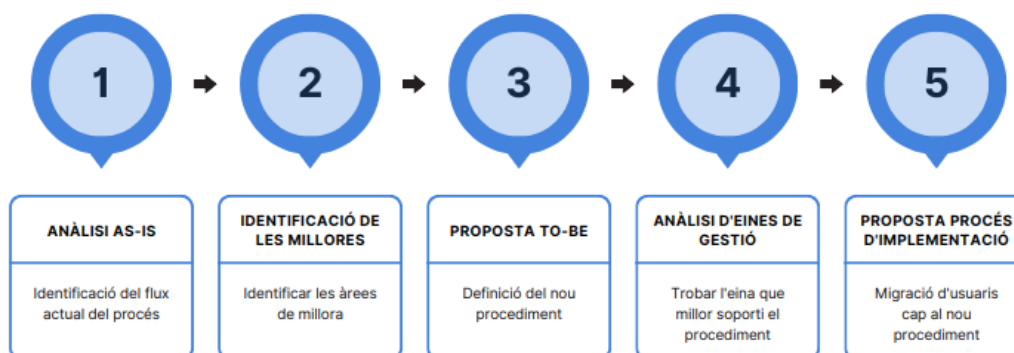 1
2
3
4
5
ANÀLISI AS-IS
Identificació del flux
actual del procés
IDENTIFICACIÓ DE
LES MILLORES
Identificar les àrees
de millora
PROPOSTA TO-BE
Definició del nou
procediment
ANÀLISI D'EINES DE
GESTIÓ
Trobar l'eina que
millor soporti el
procediment
PROPOSTA PROCÉS
D'IMPLEMENTACIÓ
Migració d'usuaris
cap al nou
procediment